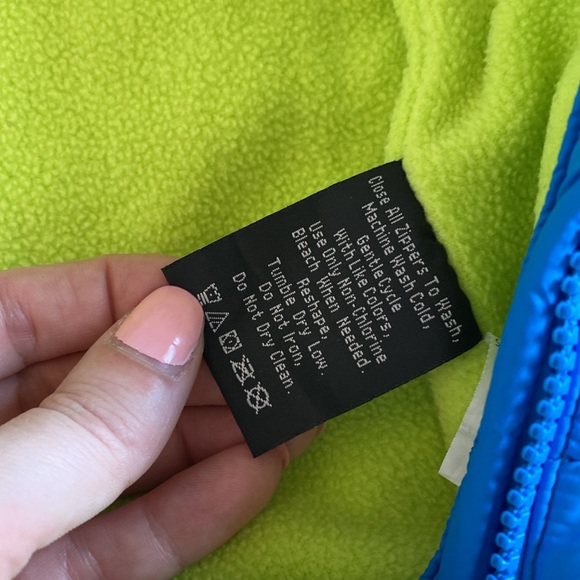 Close All Zipper's To Wash,
Machine Wash Cold,
Gentle Cycle
With Like Colors,
Use Only Non-Chlorine
Bleach When Needed.
Reshape,
Tumble Dry Low.
Do Not Iron,
Do Not Dry Clean.